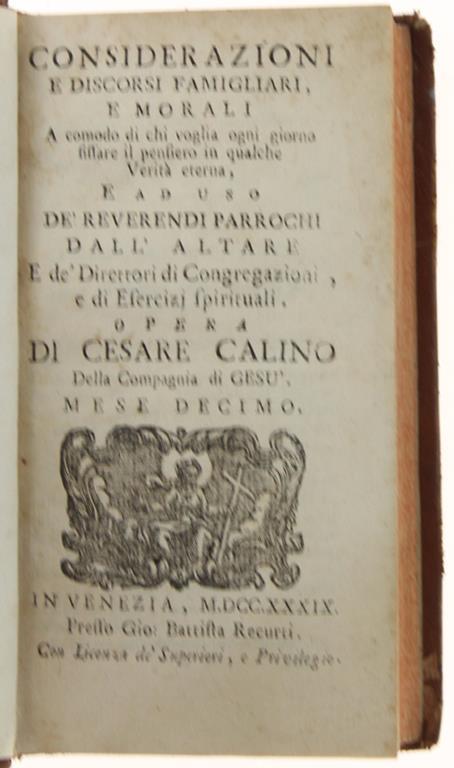 CONSIDERAZIONI
E DISCORSI FAMIGLIARI,
E MORALI
A comodo di chi voglia ogni giorno
fiſſare il penſiero in qualche
Verità eterna,
E AD USO
DE' REVERENDI PARROCHI
DALL' ALTARE
E de' Direttori di Congregazioni,
e di Eſercizj ſpirituali.
OPERA
DI CESARE CALINO
Della Compagnia di GESU'.
MESE DECIMO.
IN VENEZIA, M.DCC.XXXIX.
Preſſo Gio: Battiſta Recurti.
Con Licenza de' Superieri, e Privilegio.